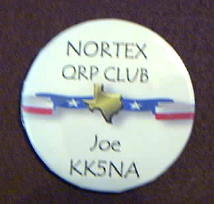 NORTEX
QRP CLUB
Joe
KK5NA